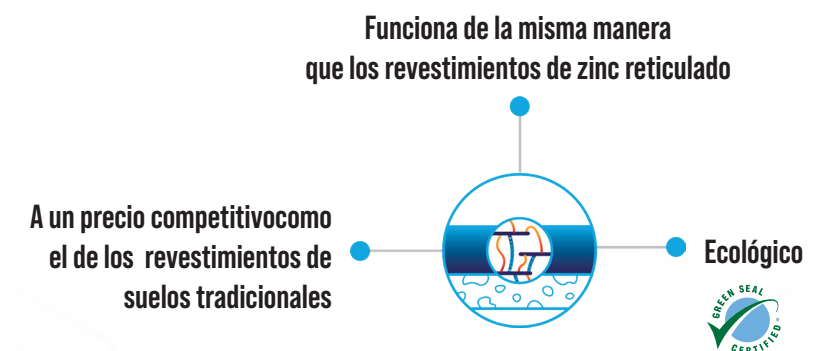 Funciona de la misma manera
que los revestimientos de zinc reticulado
A un precio competitivocomo
el de los revestimientos de
suelos tradicionales
Ecológico
GREEN SEAL
CERTIFIED